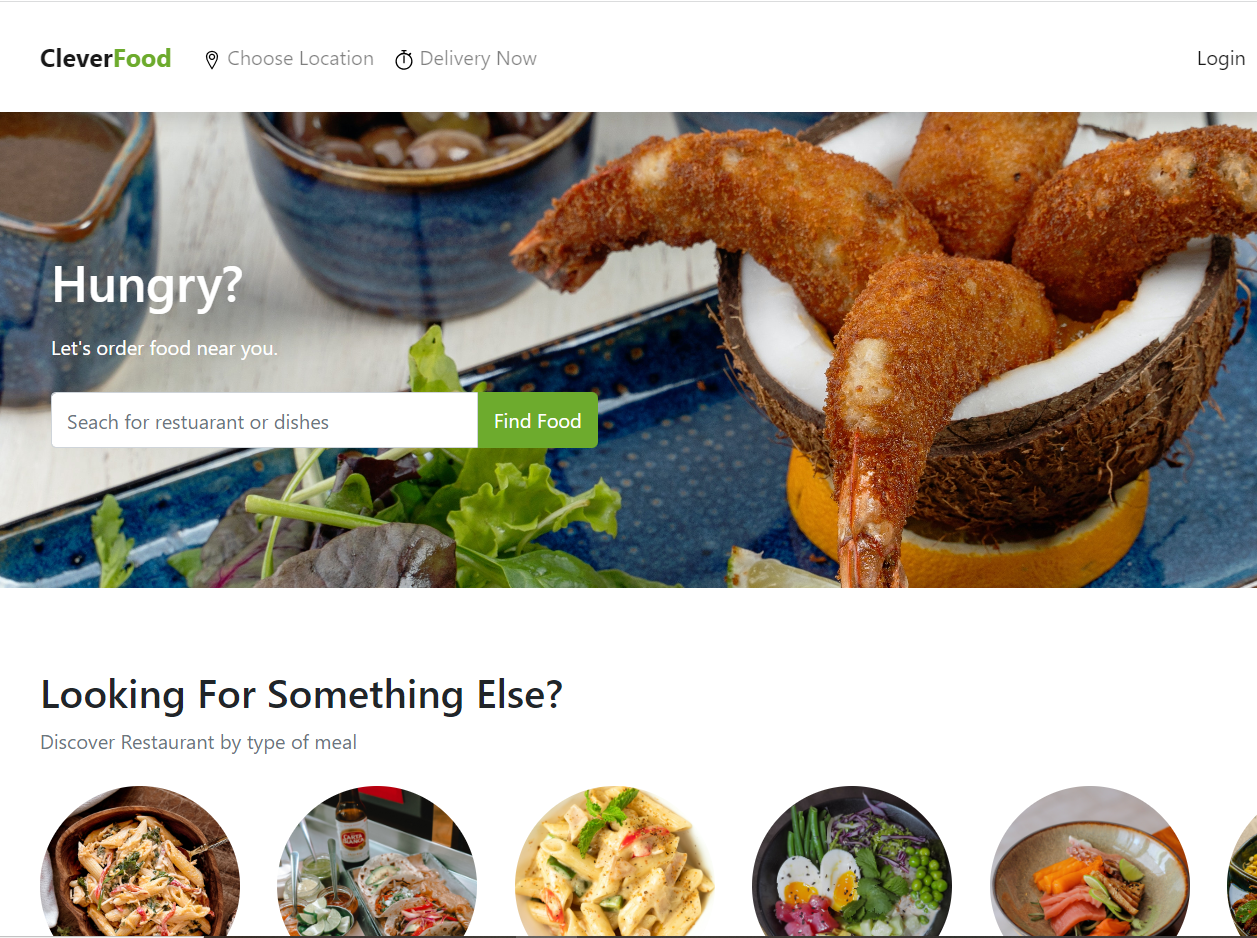 CleverFood Choose Location Delivery Now Login
Hungry?
Let's order food near you.
Seach for restuarant or dishes Find Food
Looking For Something Else?
Discover Restaurant by type of meal